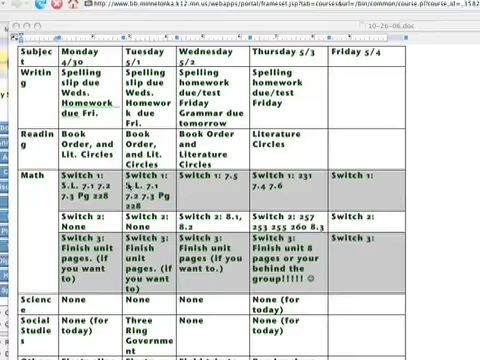 http://www.bb.minnetonka.k12.mn.us/webapps/portal/frameset.jsp?tab=courses&url=/bin/common/course.pl?course_id=_3582
10-26-06.doc
Subjec
t
Monday
4/30
Tuesday
5/1
Wednesday
5/2
Thursday 5/3
Friday 5/4
Writin
g
Spelling
slip due
Weds.
Homework
due Fri.
Spelling
slip due
Weds.
Homewor
k due
Fri.
Spelling
homework
due/test
Friday
Grammar due
tomorrow
Spelling
homework
due/test
Friday
Readin
g
Book
Order, and
Lit. Circles
Book
Order,
and Lit.
Circles
Book Order
and
Literature
Circles
Literature
Circles
Math
Switch 1:
S.L. 7.1 7.2
7.3 Pg 228
Switch 1:
S.L. 7.1
7.2 7.3 Pg
228
Switch 1: 7.5
Switch 1: 231
7.4 7.6
Switch 1:
Switch 2:
None
Switch 2:
None
Switch 2: 8.1,
8.2
Switch 2: 257
253 255 260 8.3
Switch 2:
Switch 3:
Finish unit
pages. (if
you want
to)
Switch 3:
Finish
unit
pages. (if
you want
to)
Switch 3:
Finish unit
pages (if you
want to.)
Switch 3:
Finish unit 8
pages or your
behind the
group!!!!! ☺
Switch 3:
Scienc
e
None
None
None
None (for
today)
Social
Studie
s
None (for
today)
Three
Ring
Governme
nt
None
None (for
today)